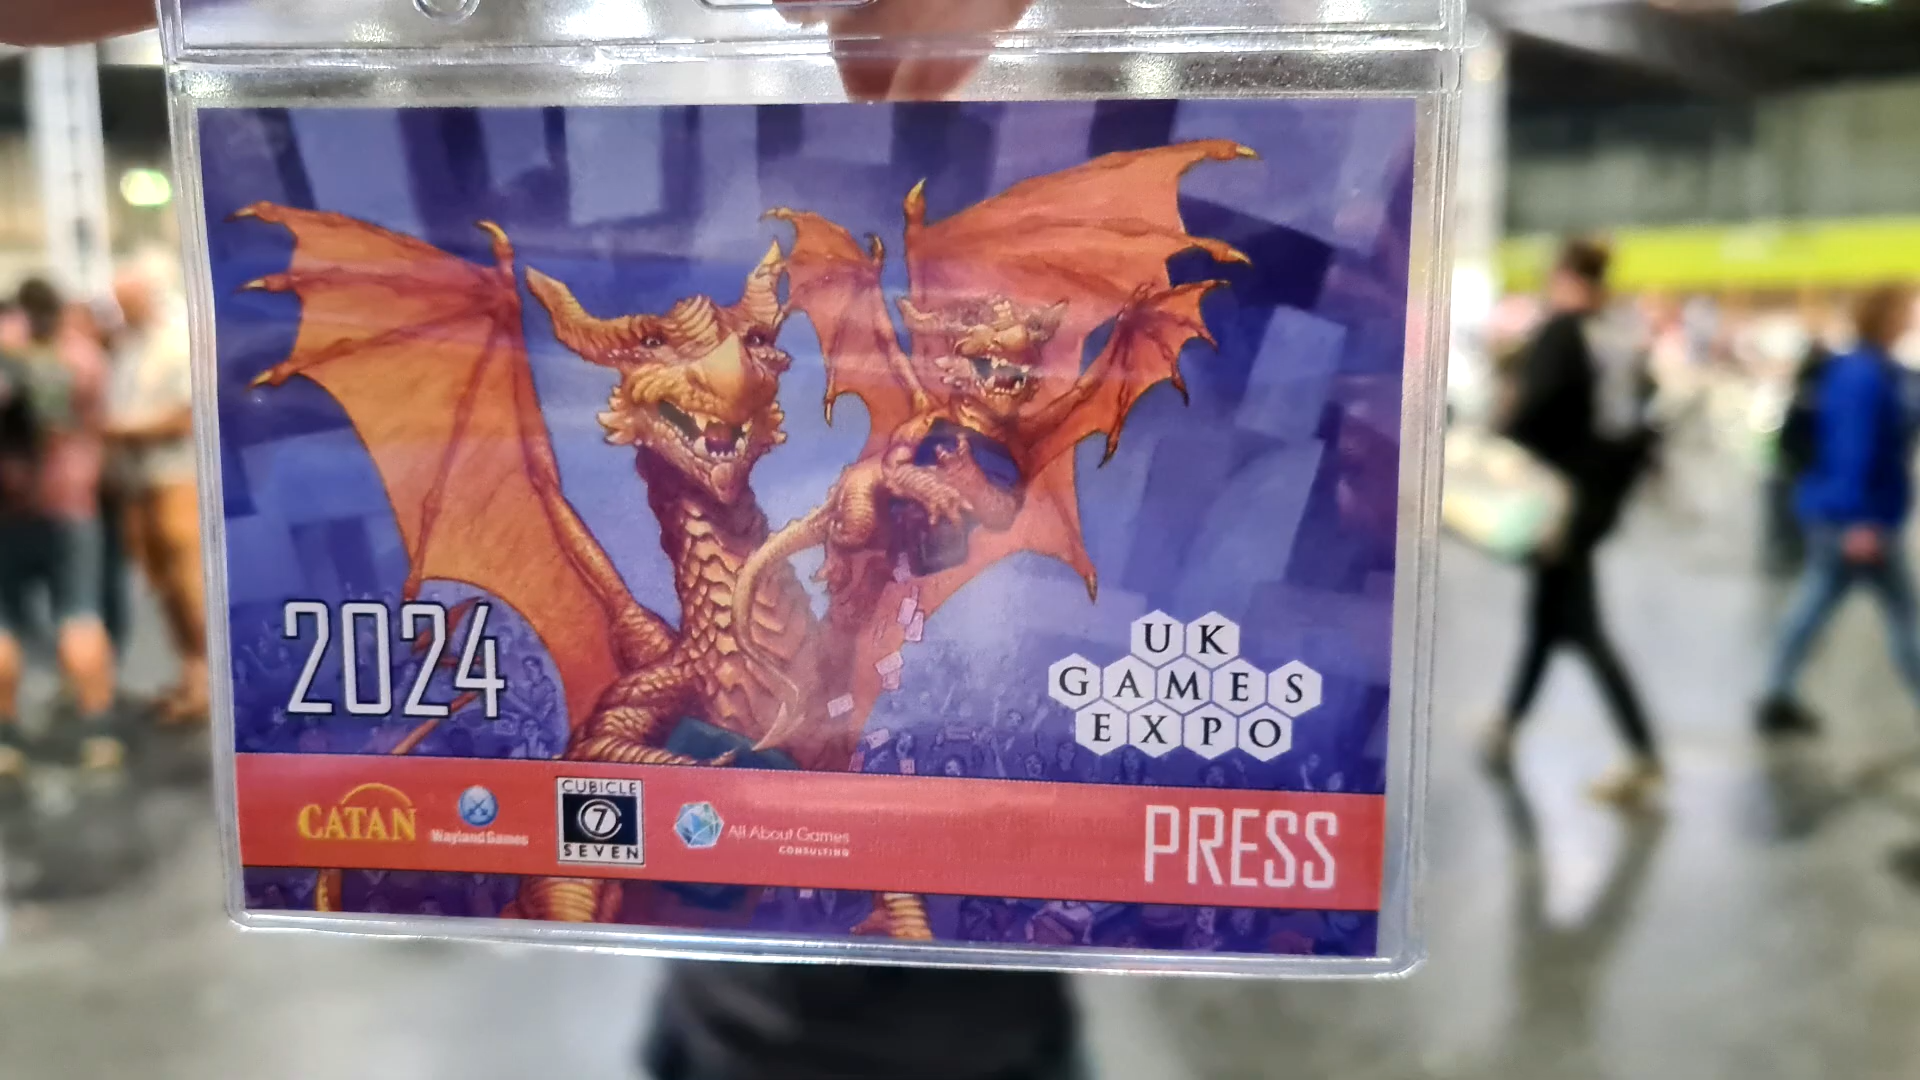 2024
UK
GAMES
EXPO
CATAN
Wayland Games
CUBICLE
7
SEVEN
All About Games
CONSULTING
PRESS